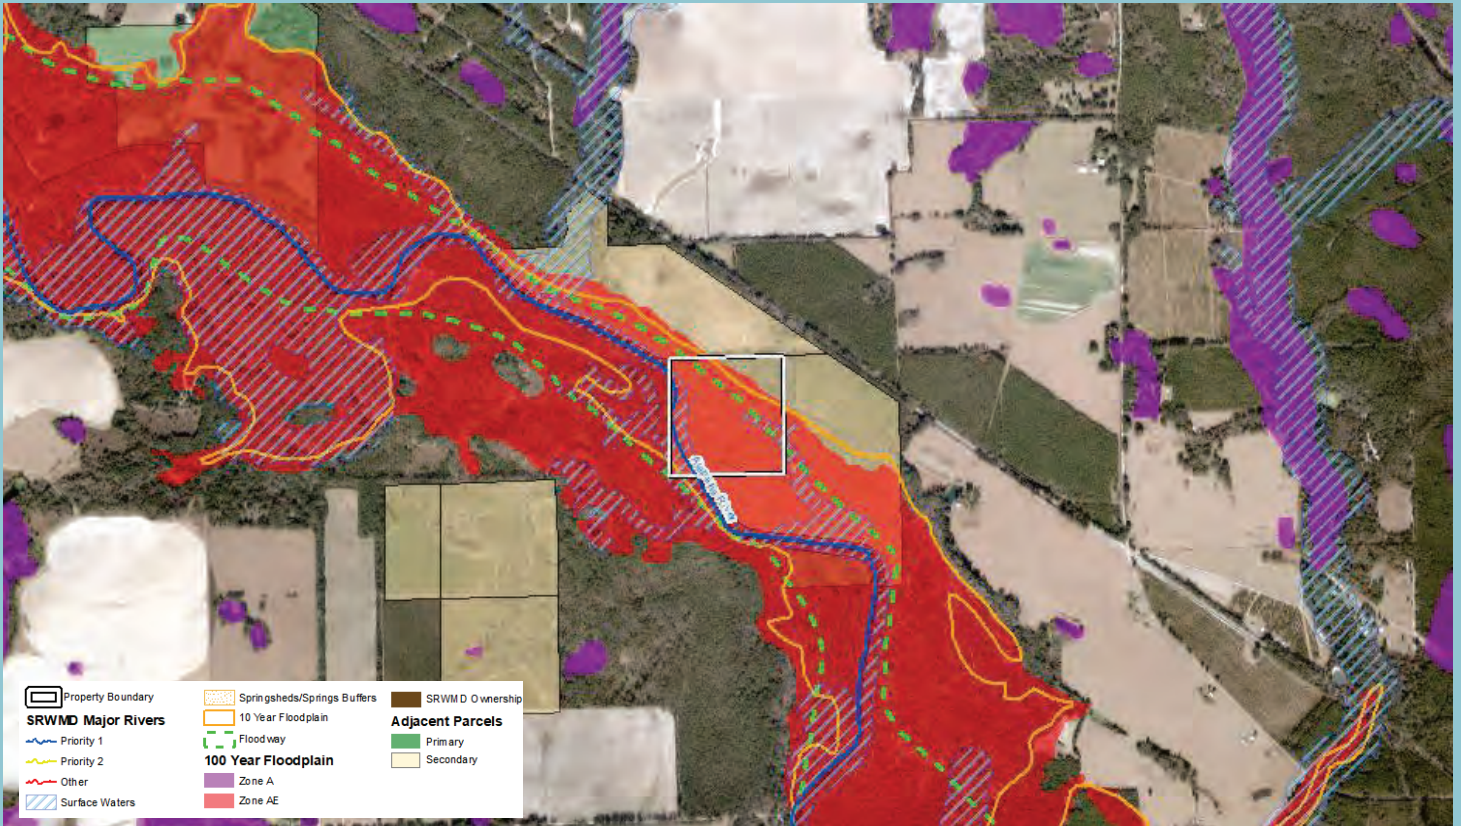 Property Boundary
SRWMD Major Rivers
Priority 1
Priority 2
Other
Surface Waters
Springsheds/Springs Buffers
10 Year Floodplain
Floodway
100 Year Floodplain
Zone A
Zone AE
SRWMD Ownership
Adjacent Parcels
Primary
Secondary
River